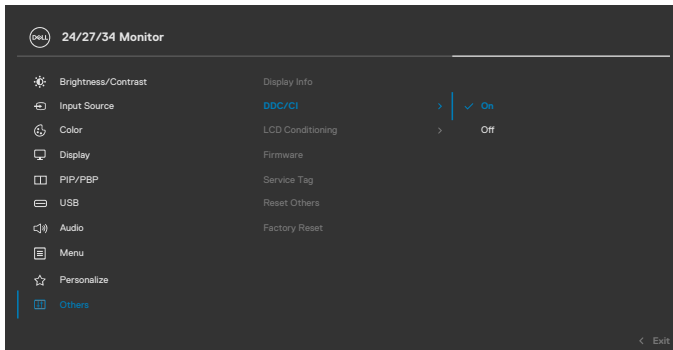 DELL 24/27/34 Monitor
Brightness/Contrast Display Info
Input Source DDC/CI > On
Color LCD Conditioning > Off
Display Firmware
PIP/PBP Service Tag
USB Reset Others
Audio Factory Reset
Menu
Personalize
Others
< Exit